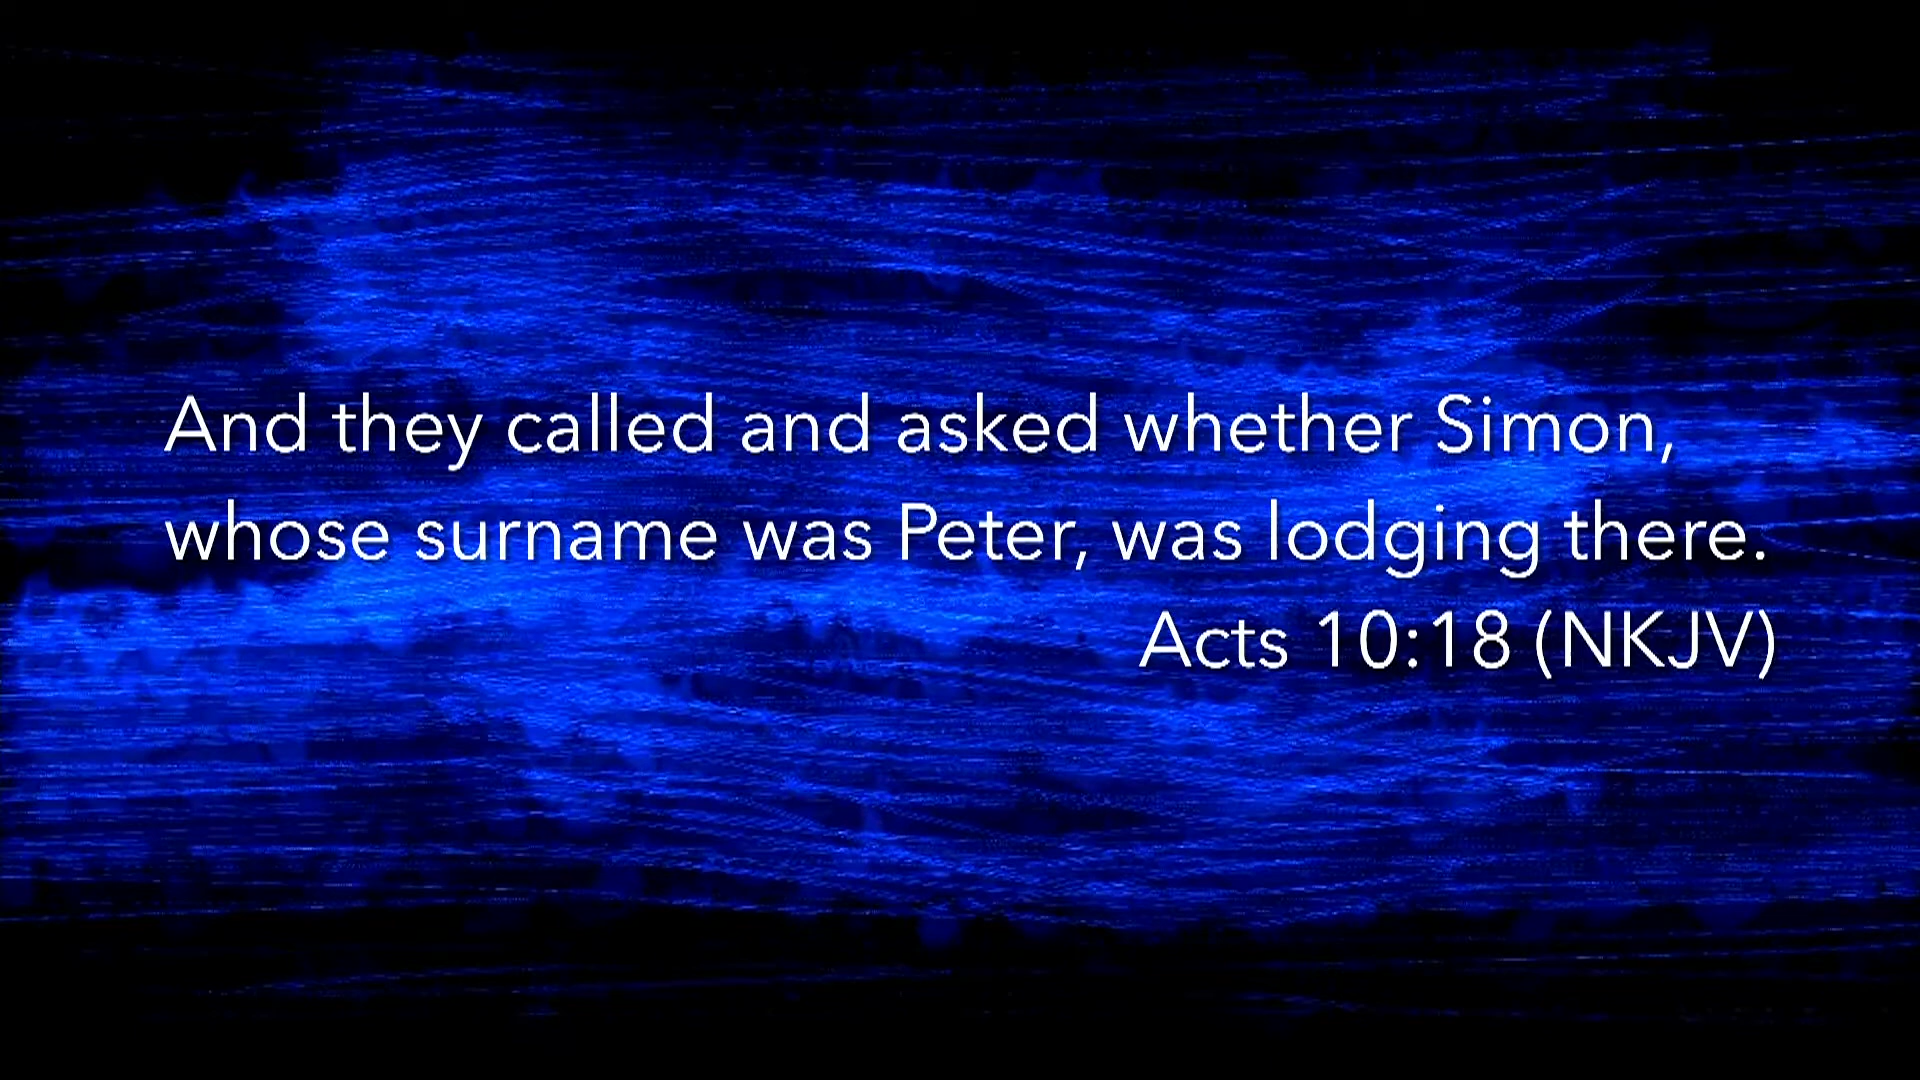 And they called and asked whether Simon,
whose surname was Peter, was lodging there.
Acts 10:18 (NKJV)